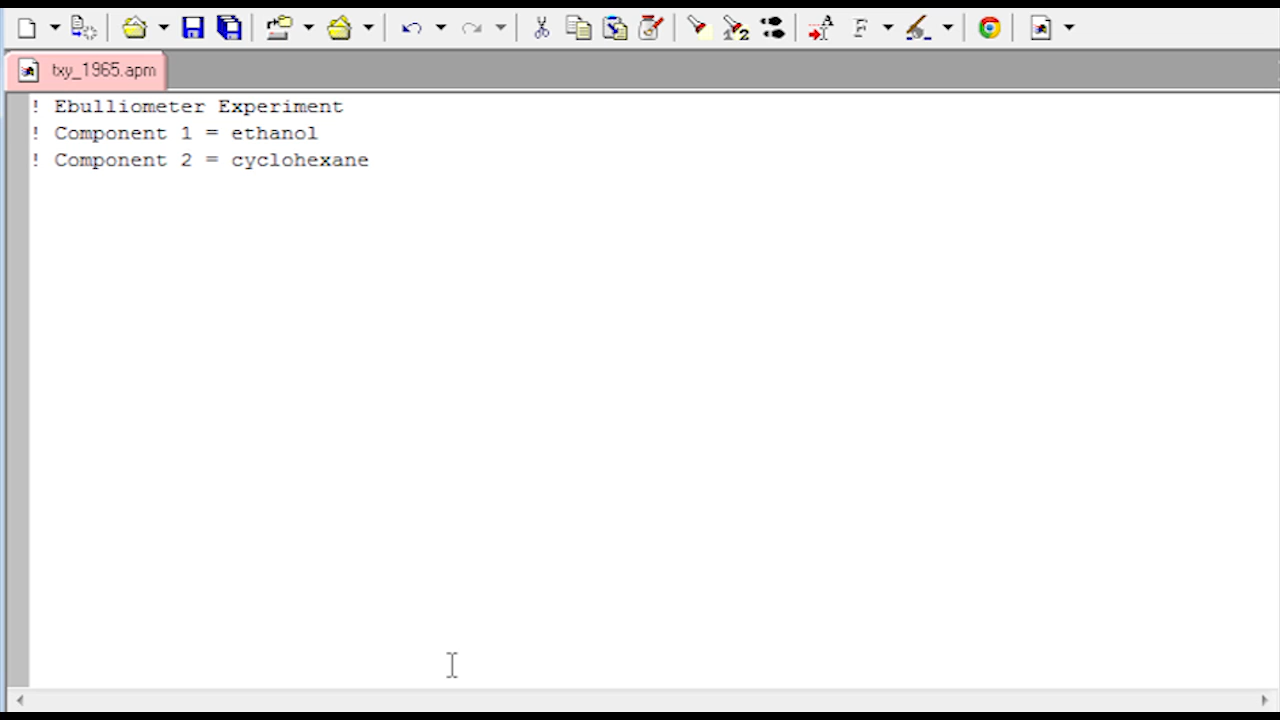 txy_1965.apm
! Ebulliometer Experiment
! Component 1 = ethanol
! Component 2 = cyclohexane